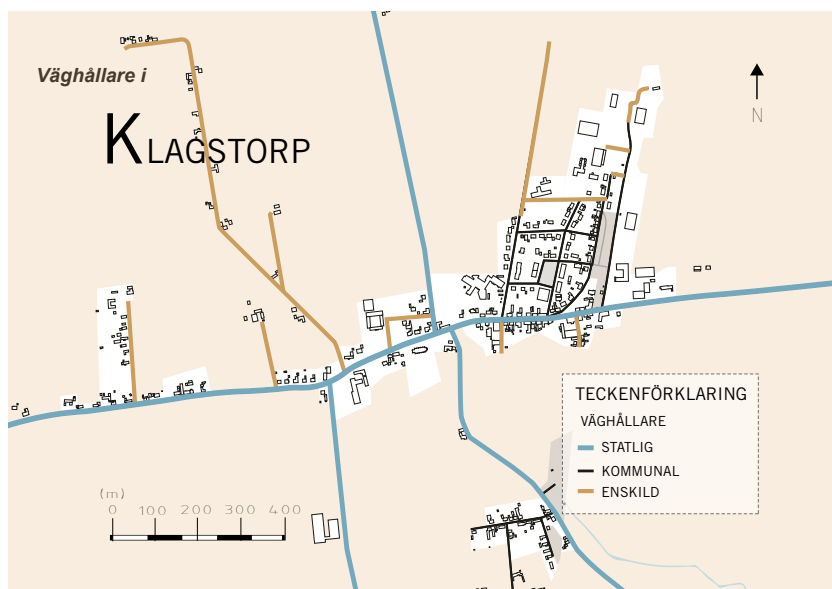 Väghållare i
KLAGSTORP
N
TECKENFÖRKLARING
VÄGHÅLLARE
STATLIG
KOMMUNAL
ENSKILD
(m)
0 100 200 300 400